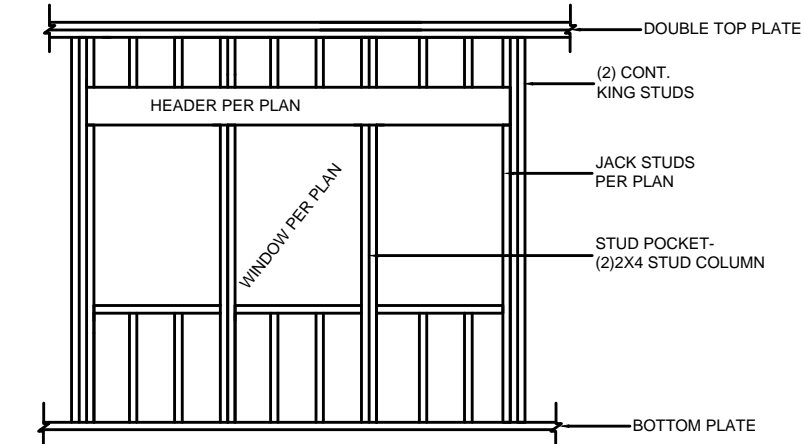 DOUBLE TOP PLATE
(2) CONT.
KING STUDS
HEADER PER PLAN
JACK STUDS
PER PLAN
WINDOW PER PLAN
STUD POCKET-
(2)2X4 STUD COLUMN
BOTTOM PLATE